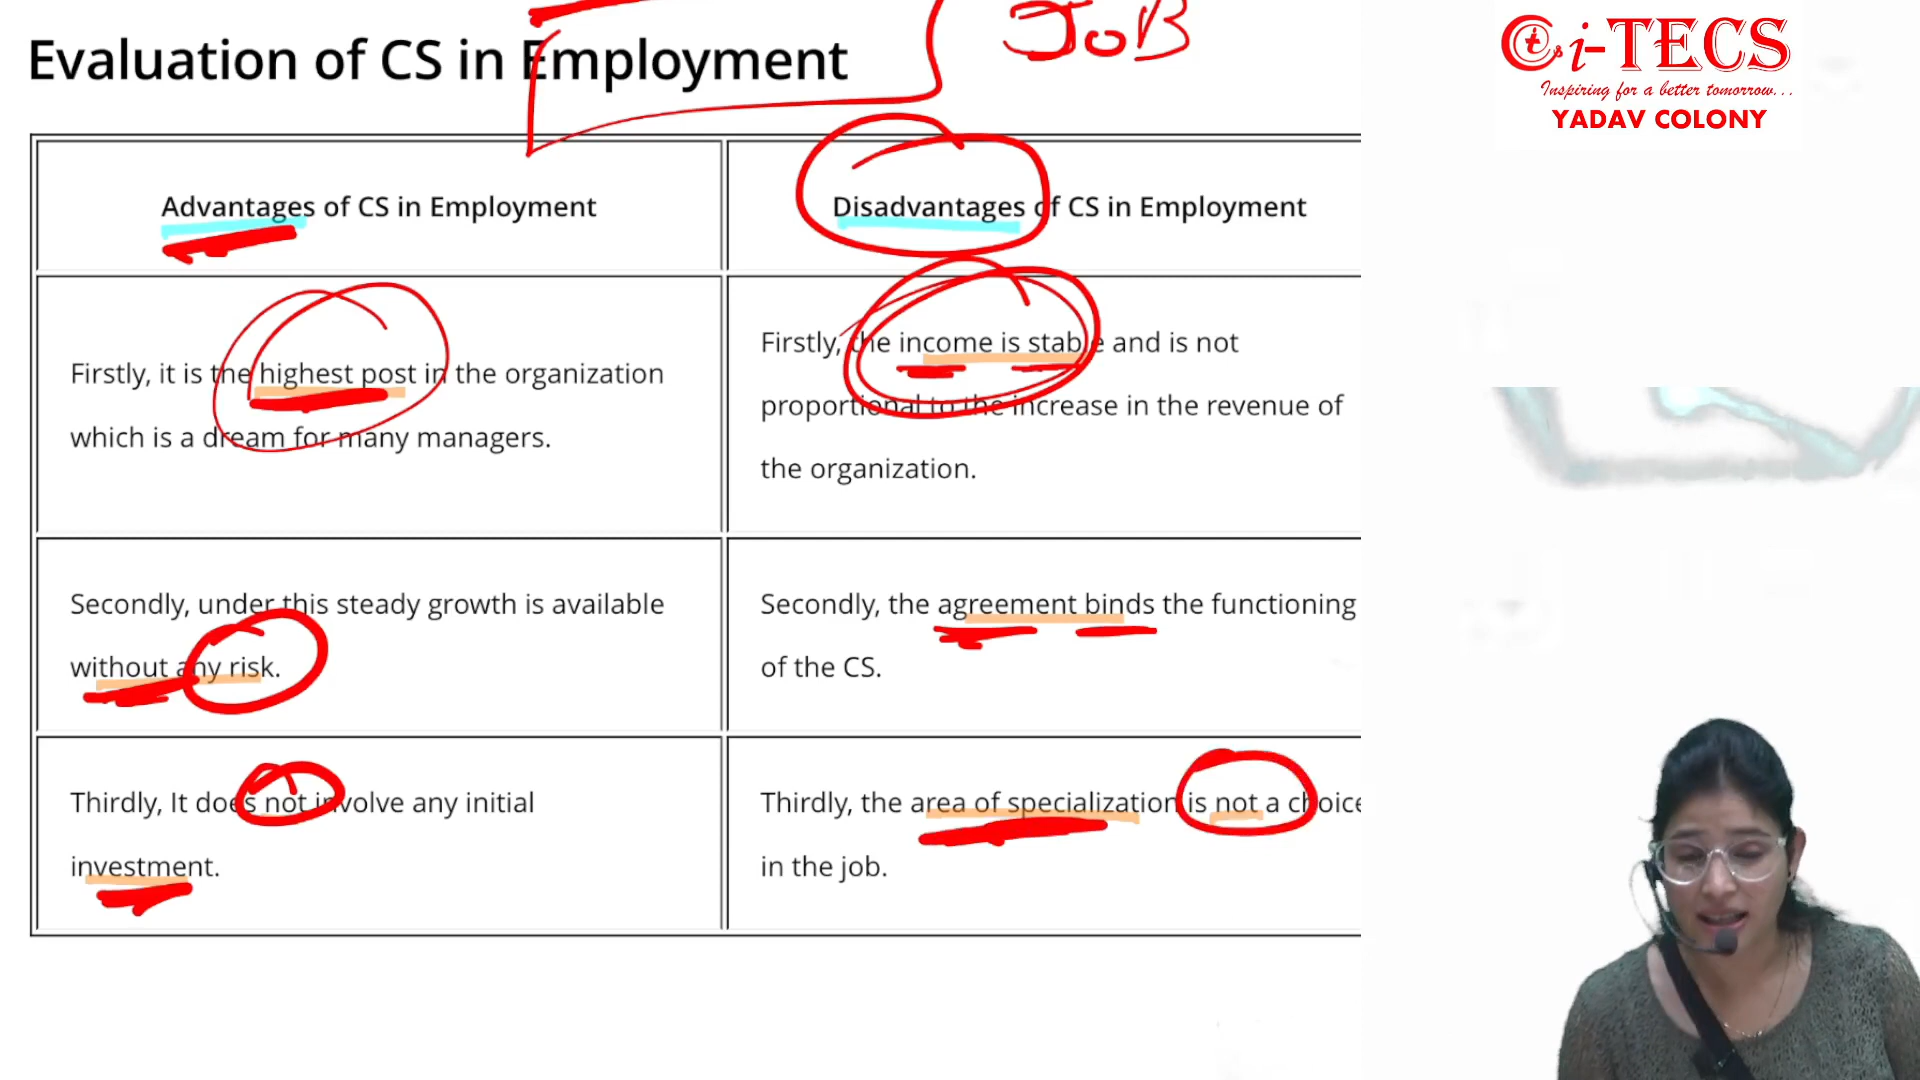 JOB
Evaluation of CS in Employment
i-TECS
Inspiring for a better tomorrow...
YADAV COLONY
Advantages of CS in Employment
Disadvantages of CS in Employment
Firstly, it is the highest post in the organization
which is a dream for many managers.
Firstly, the income is stable and is not
proportional to the increase in the revenue of
the organization.
Secondly, under this steady growth is available
without any risk.
Secondly, the agreement binds the functioning
of the CS.
Thirdly, It does not involve any initial
investment.
Thirdly, the area of specialization is not a choice
in the job.